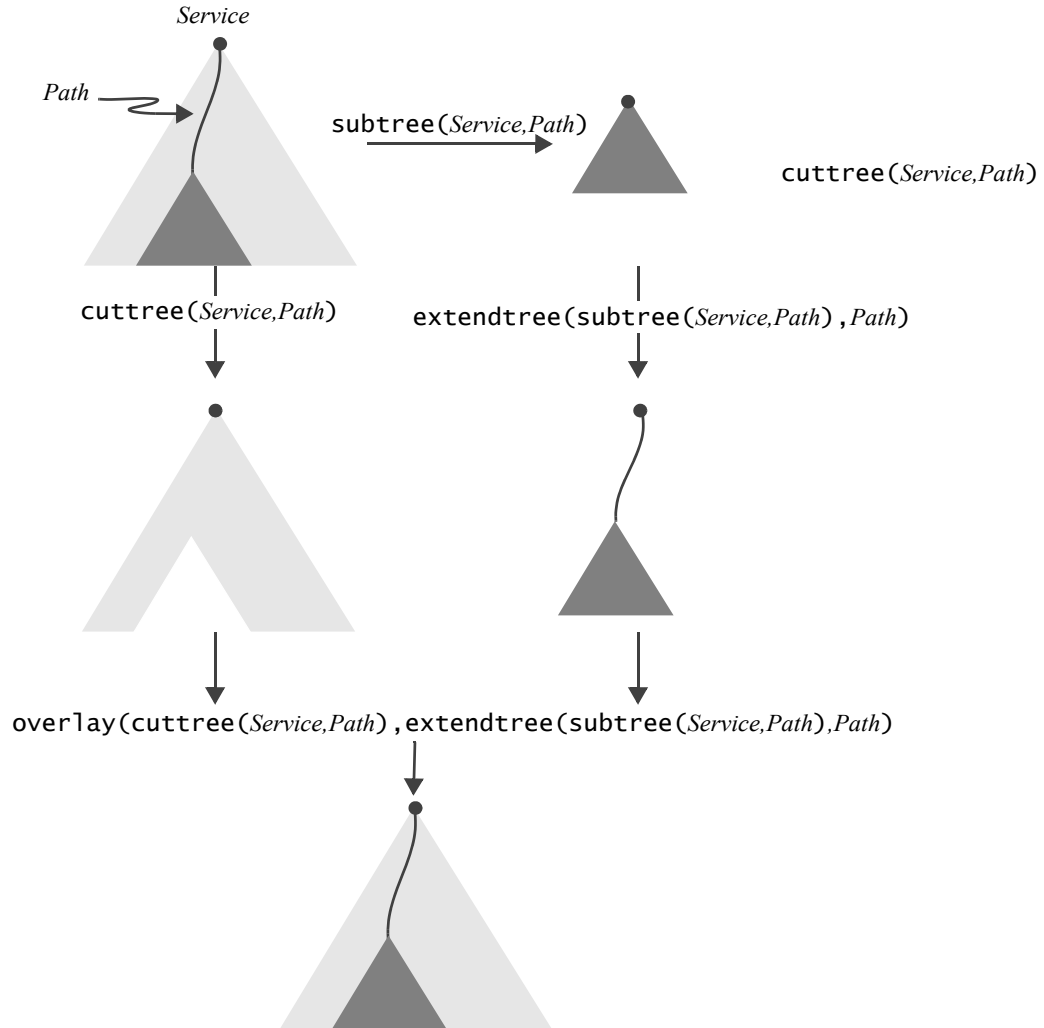 Service
Path
subtree(Service,Path)
cuttree(Service,Path)
cuttree(Service,Path)
extendtree(subtree(Service,Path),Path)
overlay(cuttree(Service,Path),extendtree(subtree(Service,Path),Path)